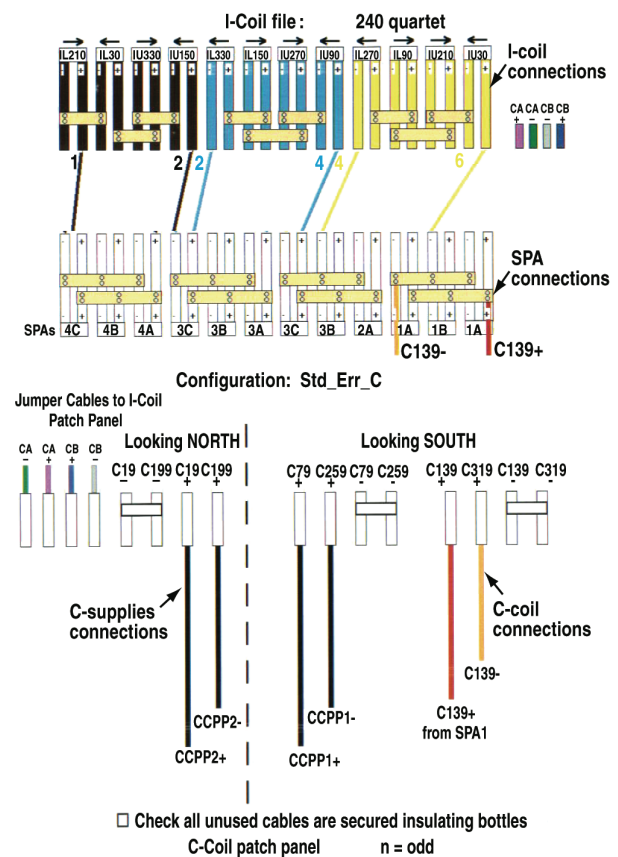 I-Coil file : 240 quartet
IL210 IL30 IU330 IU150 IL330 IL150 IU270 IU90 IL270 IL90 IU210 IU30
- + - + - + - + - + - + - + - + - + - + - + - +
I-coil
connections
CA CA CB CB
+ - - +
1 2 2 4 4 6
- + - + - + - + - + - + - + - + - + - + - + - +
SPA
connections
SPAs 4C 4B 4A 3C 3B 3A 3C 3B 2A 1A 1B 1A
C139- C139+
Configuration: Std_Err_C
Jumper Cables to I-Coil
Patch Panel
CA CA CB CB
- + + -
Looking NORTH
C19 C199 C19 C199
- - + +
Looking SOUTH
C79 C259 C79 C259 C139 C319 C139 C319
+ + - - + + - -
C-supplies
connections
C-coil
connections
CCPP2-
CCPP2+
CCPP1-
CCPP1+
C139-
C139+
from SPA1
Check all unused cables are secured insulating bottles
C-Coil patch panel n = odd